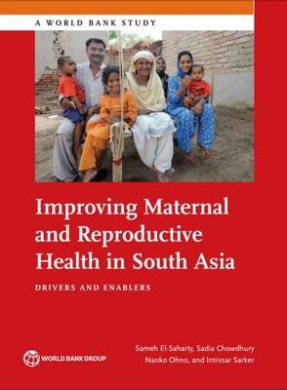 A WORLD BANK STUDY
Improving Maternal
and Reproductive
Health in South Asia
DRIVERS AND ENABLERS
Sameh El-Saharty, Sadia Chowdhury
Naoko Ohno, and Intissar Sarker
WORLD BANK GROUP